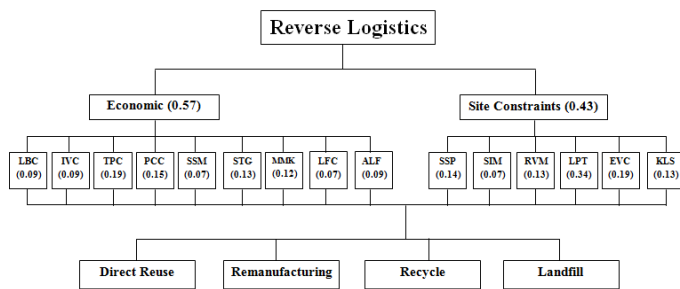 Reverse Logistics
Economic (0.57) Site Constraints (0.43)
LBC IVC TPC PCC SSM STG MMK LFC ALF SSP SIM RVM LPT EVC KLS
(0.09) (0.09) (0.19) (0.15) (0.07) (0.13) (0.12) (0.07) (0.09) (0.14) (0.07) (0.13) (0.34) (0.19) (0.13)
Direct Reuse Remanufacturing Recycle Landfill